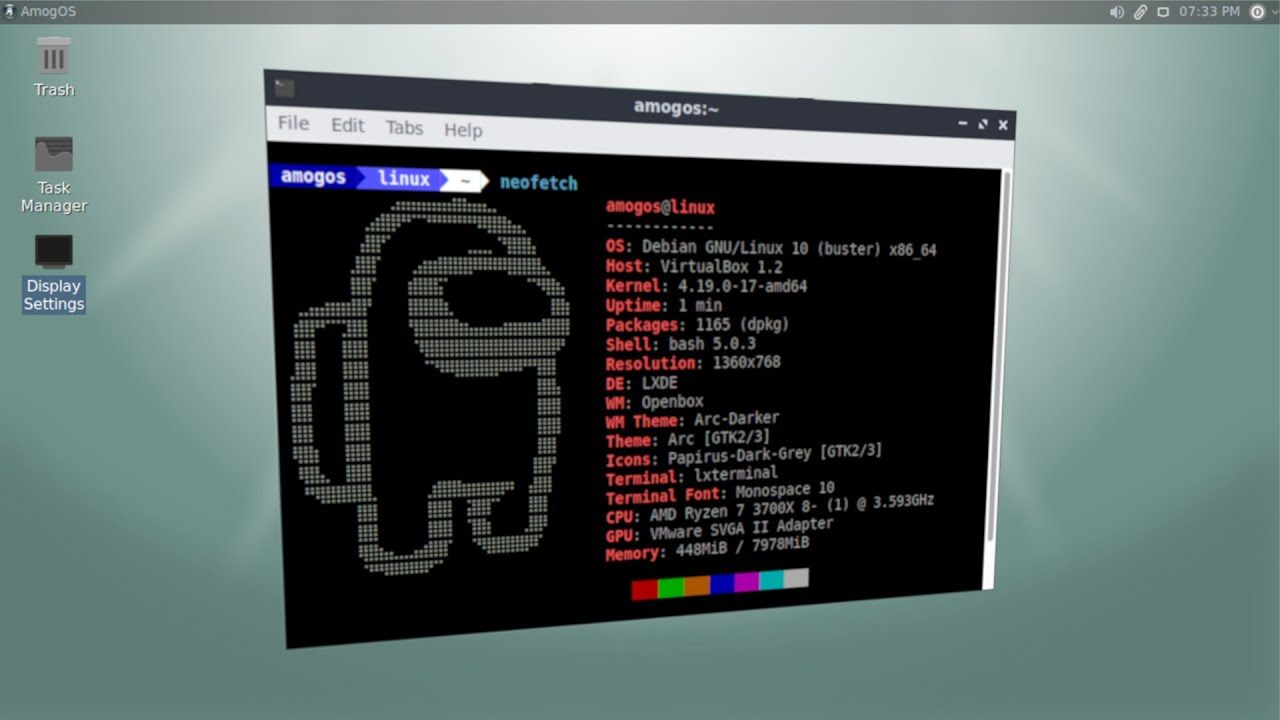 AmogOS
07:33 PM
Trash
Task
Manager
Display
Settings
amogos:~
File Edit Tabs Help
amogos linux ~ neofetch
amogos@linux
------------
OS: Debian GNU/Linux 10 (buster) x86_64
Host: VirtualBox 1.2
Kernel: 4.19.0-17-amd64
Uptime: 1 min
Packages: 1165 (dpkg)
Shell: bash 5.0.3
Resolution: 1360x768
DE: LXDE
WM: Openbox
WM Theme: Arc-Darker
Theme: Arc [GTK2/3]
Icons: Papirus-Dark-Grey [GTK2/3]
Terminal: lxterminal
Terminal Font: Monospace 10
CPU: AMD Ryzen 7 3700X 8- (1) @ 3.593GHz
GPU: VMware SVGA II Adapter
Memory: 448MiB / 7978MiB